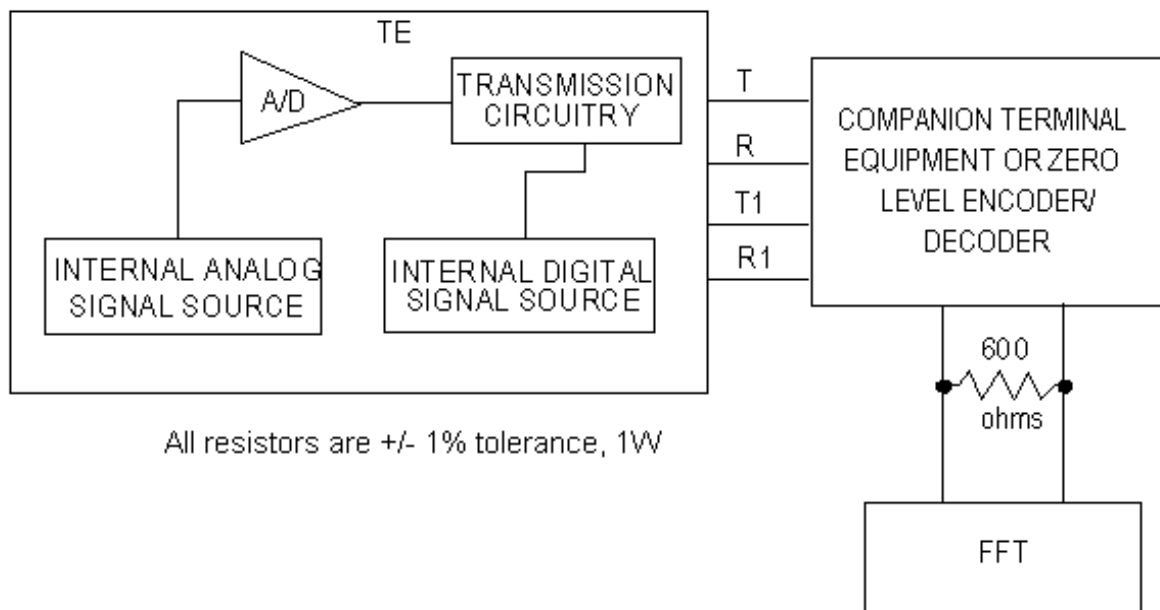 TE
A/D
TRANSMISSION
CIRCUITRY
INTERNAL ANALOG
SIGNAL SOURCE
INTERNAL DIGITAL
SIGNAL SOURCE
T
R
T1
R1
COMPANION TERMINAL
EQUIPMENT OR ZERO
LEVEL ENCODER/
DECODER
600
ohms
FFT
All resistors are +/- 1% tolerance, 1W